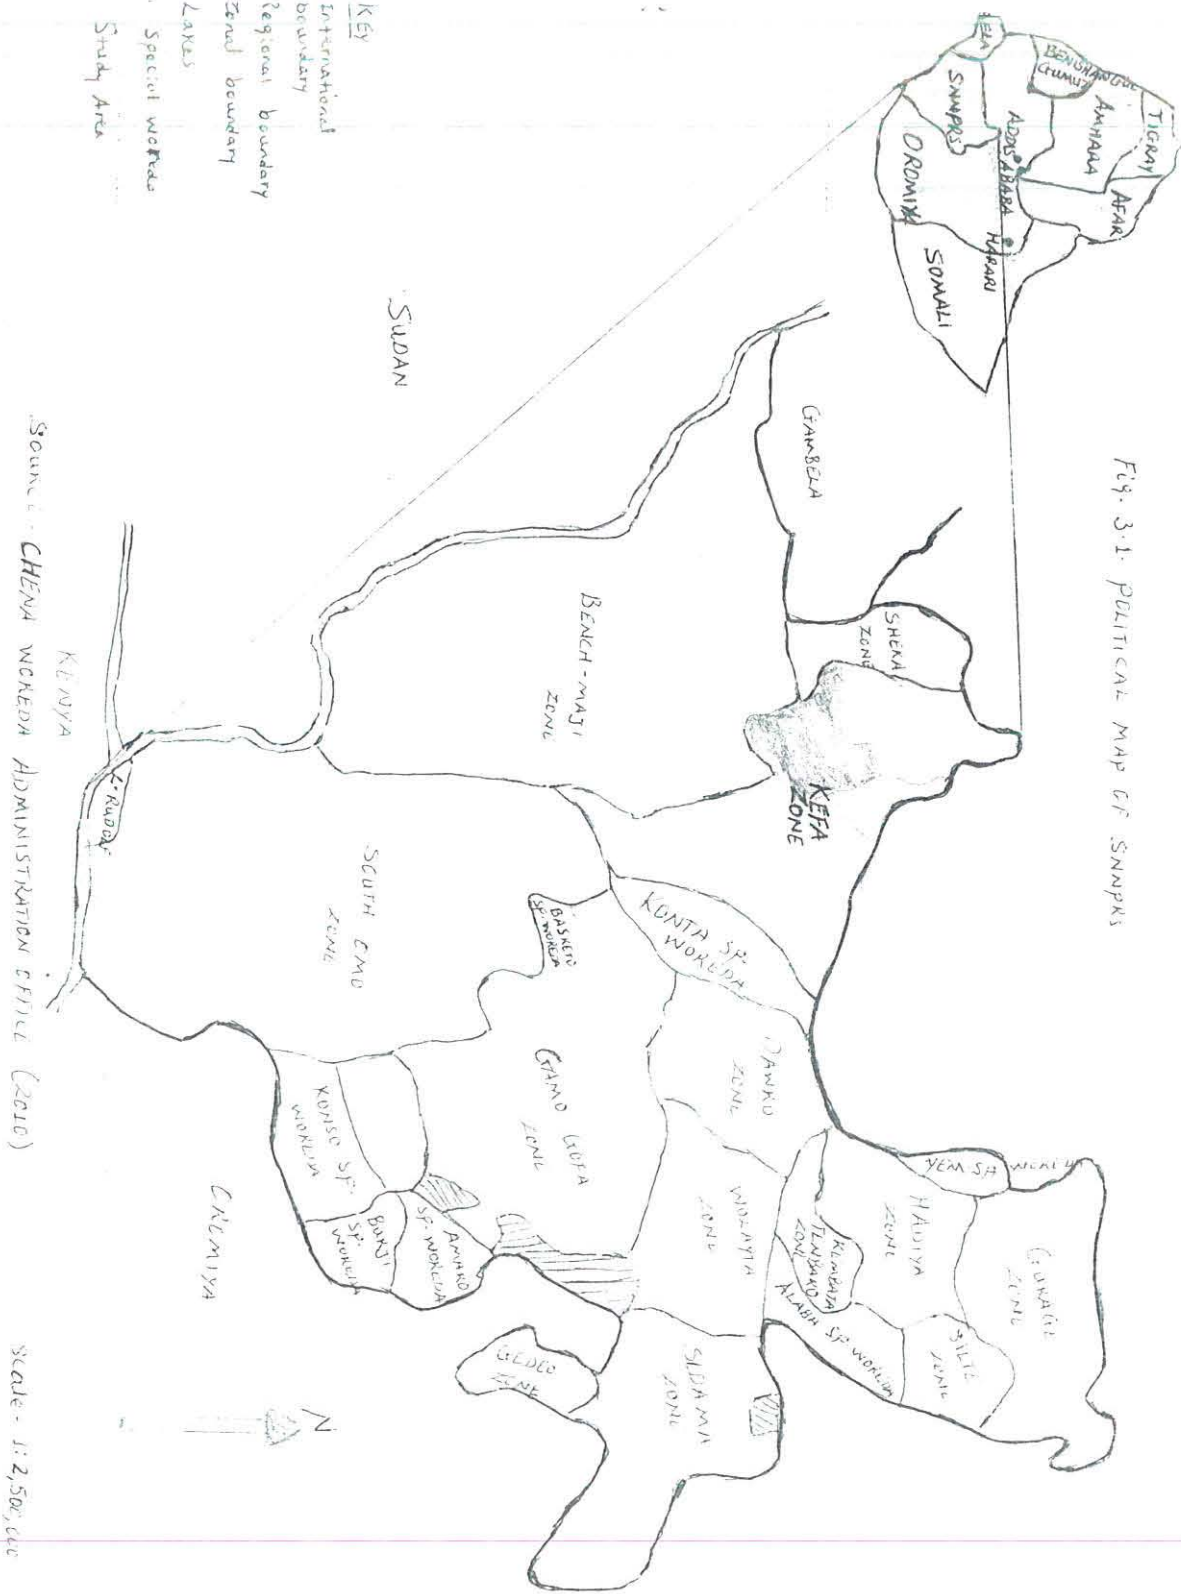 Fig. 3.1. POLITICAL MAP OF SNNPRS
TIGRAY
AFAR
AMHARA
BENSHANGUL
GUMUZ
ADDIS ABABA
HARARI
SNNPRS
OROMIYA
SOMALI
GAMBELA
SHEKA
ZONE
KEFA
ZONE
SUDAN
BENCH-MAJI
ZONE
KONTA SP.
WOREDA
DAWRO
ZONE
YEM SP. WOREDA
GURAGE
ZONE
HADIYA
ZONE
SILTE
ZONE
KEMBATA
TEMBARO
ZONE
ALABA SP. WOREDA
WOLAYTA
ZONE
BASKETO
SP. WOREDA
GAMO GOFA
ZONE
SOUTH OMO
ZONE
SIDAMA
ZONE
GEDEO
ZONE
AMARO
SP. WOREDA
BURJI
SP.
WOREDA
KONSO SP.
WOREDA
OROMIYA
L. RUDOLF
KENYA
N
KEY
International
boundary
Regional boundary
Zonal boundary
Lakes
Special woreda
Study Area
Source - CHENA WOREDA ADMINISTRATION OFFICE (2010)
Scale - 1:2,500,000